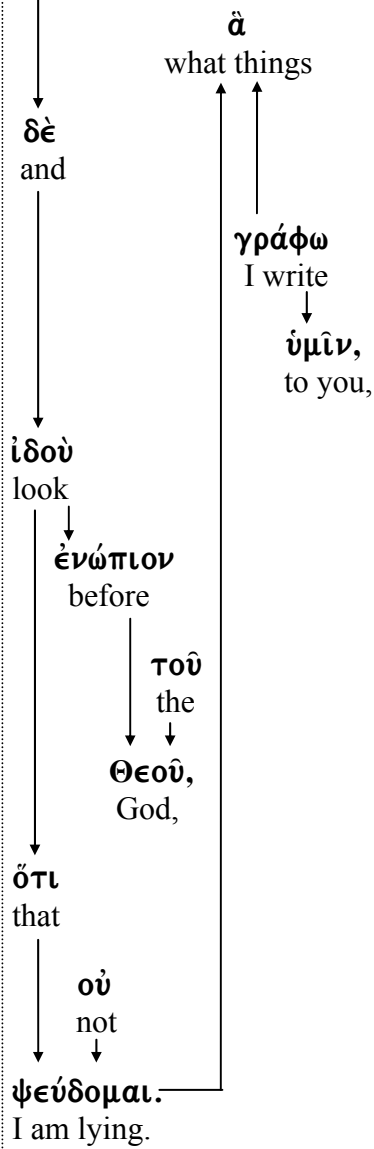 ἃ
what things
δὲ
and
γράφω
I write
ὑμῖν,
to you,
ἰδοὺ
look
ἐνώπιον
before
τοῦ
the
Θεοῦ,
God,
ὅτι
that
οὐ
not
ψεύδομαι.
I am lying.